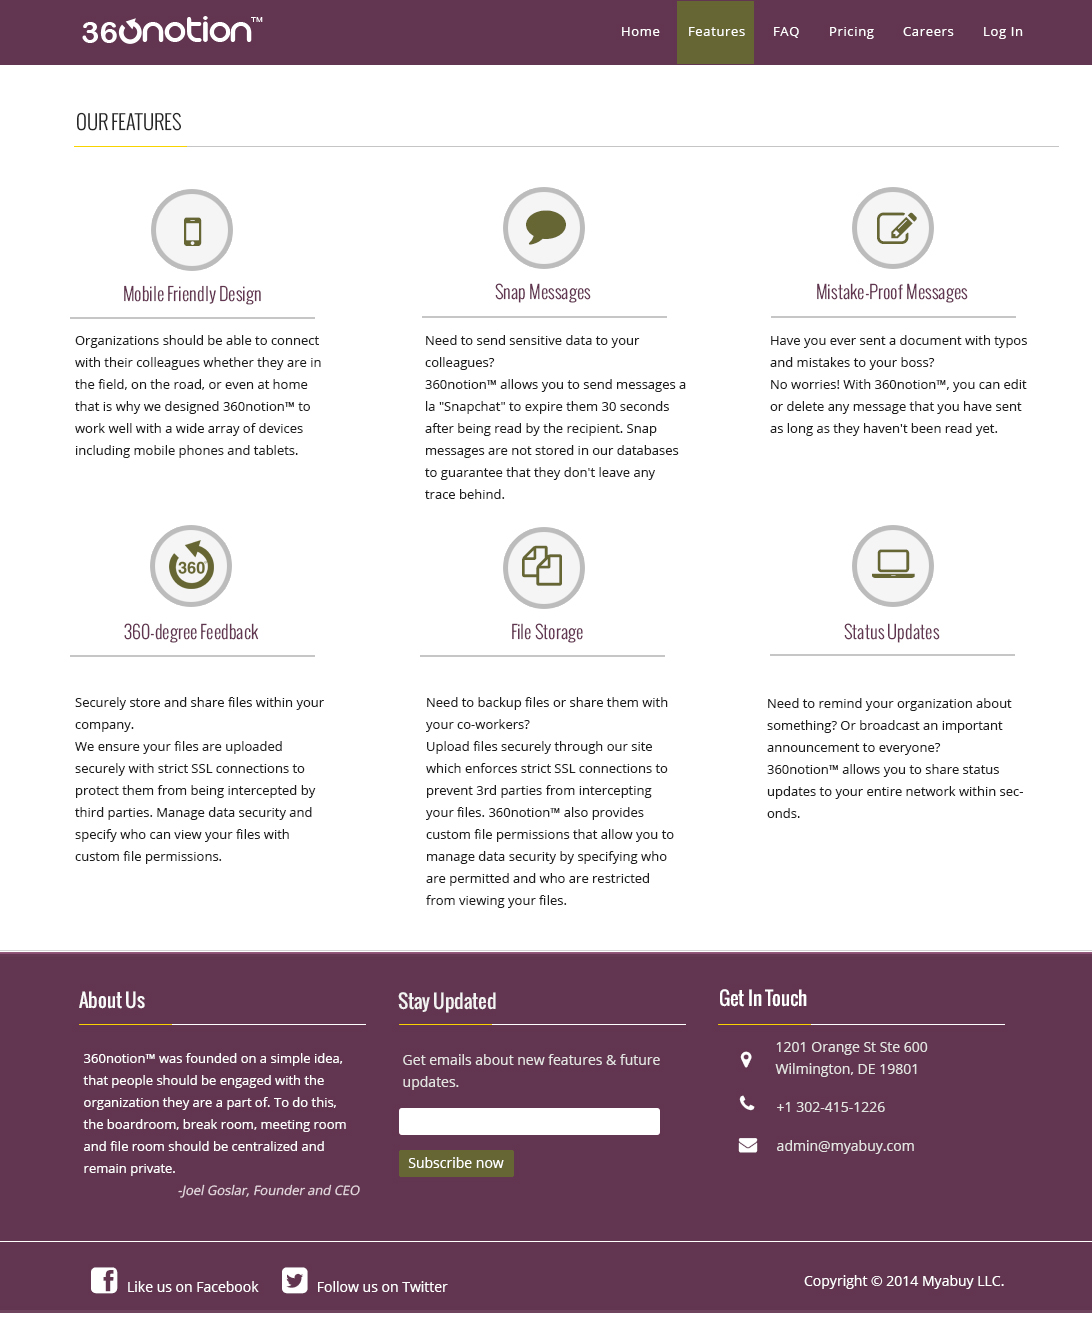 360notion™
Home Features FAQ Pricing Careers Log In
OUR FEATURES
Mobile Friendly Design
Organizations should be able to connect
with their colleagues whether they are in
the field, on the road, or even at home
that is why we designed 360notion™ to
work well with a wide array of devices
including mobile phones and tablets.
Snap Messages
Need to send sensitive data to your
colleagues?
360notion™ allows you to send messages a
la "Snapchat" to expire them 30 seconds
after being read by the recipient. Snap
messages are not stored in our databases
to guarantee that they don't leave any
trace behind.
Mistake-Proof Messages
Have you ever sent a document with typos
and mistakes to your boss?
No worries! With 360notion™, you can edit
or delete any message that you have sent
as long as they haven't been read yet.
360°
360-degree Feedback
Securely store and share files within your
company.
We ensure your files are uploaded
securely with strict SSL connections to
protect them from being intercepted by
third parties. Manage data security and
specify who can view your files with
custom file permissions.
File Storage
Need to backup files or share them with
your co-workers?
Upload files securely through our site
which enforces strict SSL connections to
prevent 3rd parties from intercepting
your files. 360notion™ also provides
custom file permissions that allow you to
manage data security by specifying who
are permitted and who are restricted
from viewing your files.
Status Updates
Need to remind your organization about
something? Or broadcast an important
announcement to everyone?
360notion™ allows you to share status
updates to your entire network within sec-
onds.
About Us
360notion™ was founded on a simple idea,
that people should be engaged with the
organization they are a part of. To do this,
the boardroom, break room, meeting room
and file room should be centralized and
remain private.
-Joel Goslar, Founder and CEO
Stay Updated
Get emails about new features & future
updates.
Subscribe now
Get In Touch
1201 Orange St Ste 600
Wilmington, DE 19801
+1 302-415-1226
admin@myabuy.com
Like us on Facebook
Follow us on Twitter
Copyright © 2014 Myabuy LLC.